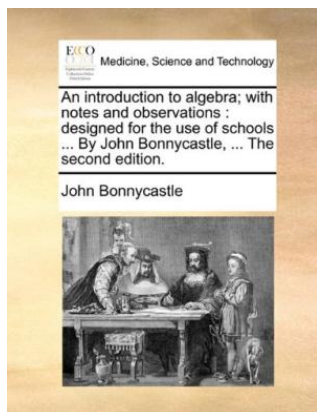 ECCO
Medicine, Science and Technology
An introduction to algebra; with
notes and observations :
designed for the use of schools
... By John Bonnycastle, ... The
second edition.
John Bonnycastle